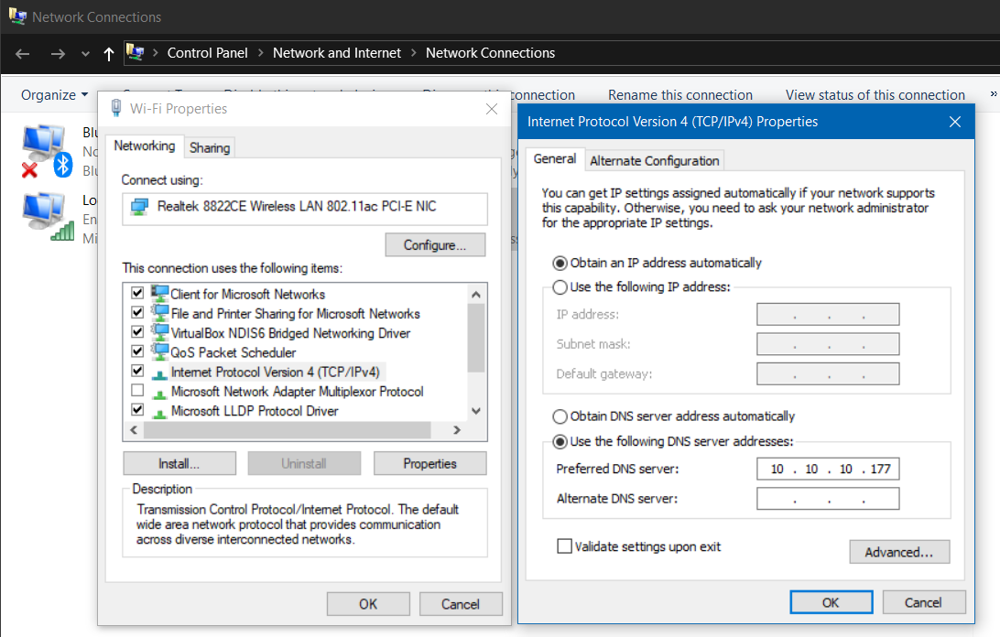 Network Connections
Control Panel > Network and Internet > Network Connections
Organize
connection
Rename this connection
View status of this connection
»
Wi-Fi Properties
Networking
Sharing
Connect using:
Realtek 8822CE Wireless LAN 802.11ac PCI-E NIC
Configure...
This connection uses the following items:
Client for Microsoft Networks
File and Printer Sharing for Microsoft Networks
VirtualBox NDIS6 Bridged Networking Driver
QoS Packet Scheduler
Internet Protocol Version 4 (TCP/IPv4)
Microsoft Network Adapter Multiplexor Protocol
Microsoft LLDP Protocol Driver
Install...
Uninstall
Properties
Description
Transmission Control Protocol/Internet Protocol. The default
wide area network protocol that provides communication
across diverse interconnected networks.
OK
Cancel
Internet Protocol Version 4 (TCP/IPv4) Properties
General
Alternate Configuration
You can get IP settings assigned automatically if your network supports
this capability. Otherwise, you need to ask your network administrator
for the appropriate IP settings.
Obtain an IP address automatically
Use the following IP address:
IP address:
. . .
Subnet mask:
. . .
Default gateway:
. . .
Obtain DNS server address automatically
Use the following DNS server addresses:
Preferred DNS server:
10 . 10 . 10 . 177
Alternate DNS server:
. . .
Validate settings upon exit
Advanced...
OK
Cancel